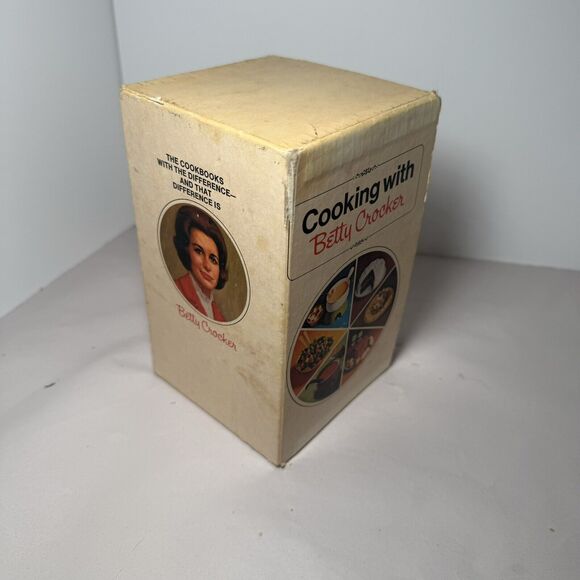 THE COOKBOOKS
WITH THE DIFFERENCE—
AND THAT
DIFFERENCE IS
Betty Crocker
Cooking with
Betty Crocker